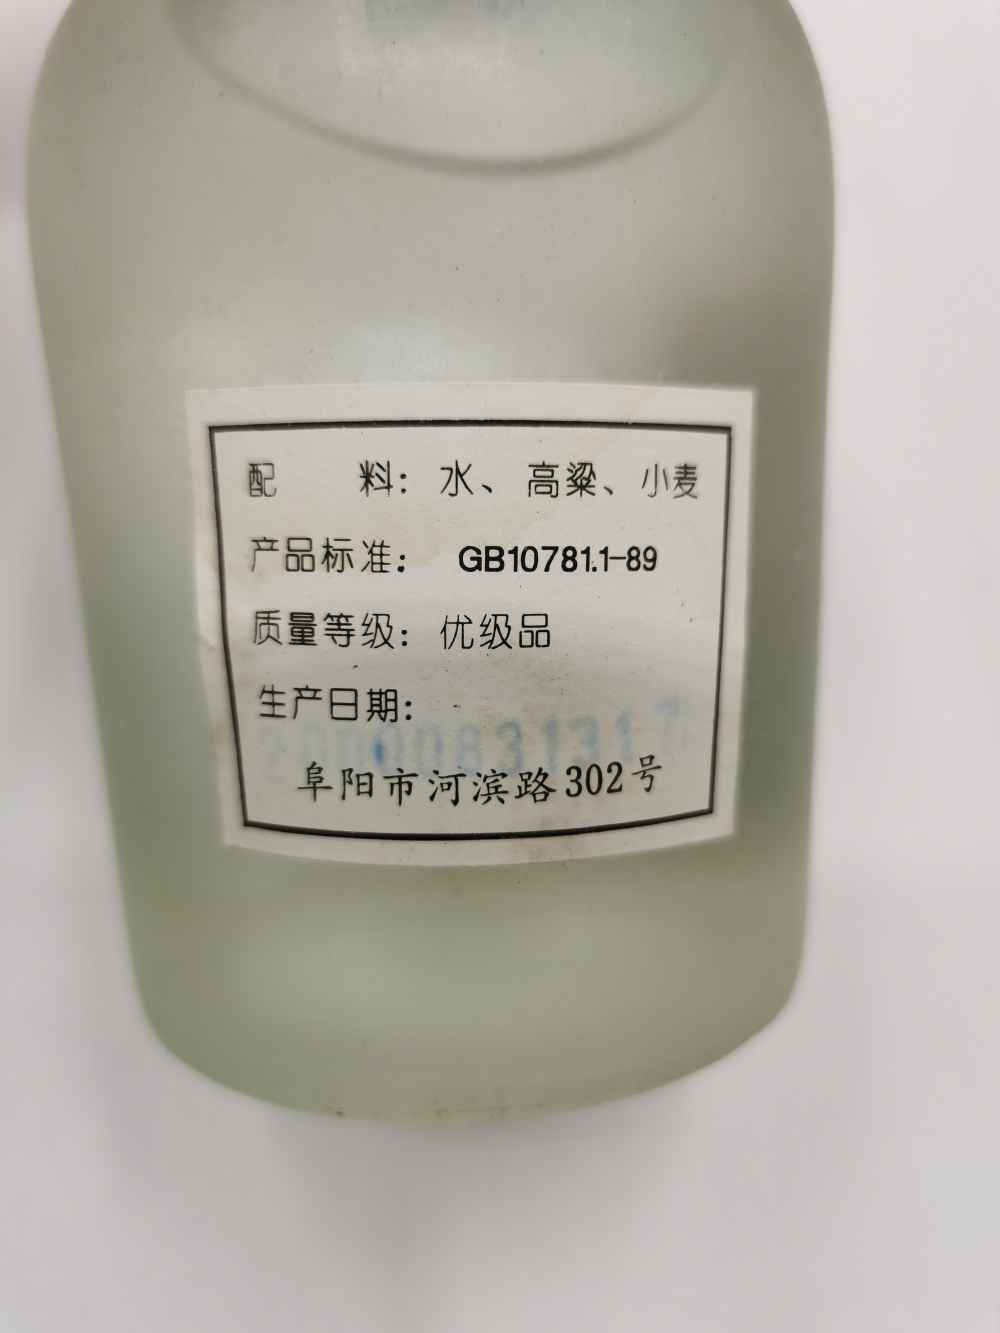 配　　料：水、高粱、小麦
产品标准：GB10781.1-89
质量等级：优级品
生产日期：
阜阳市河滨路302号